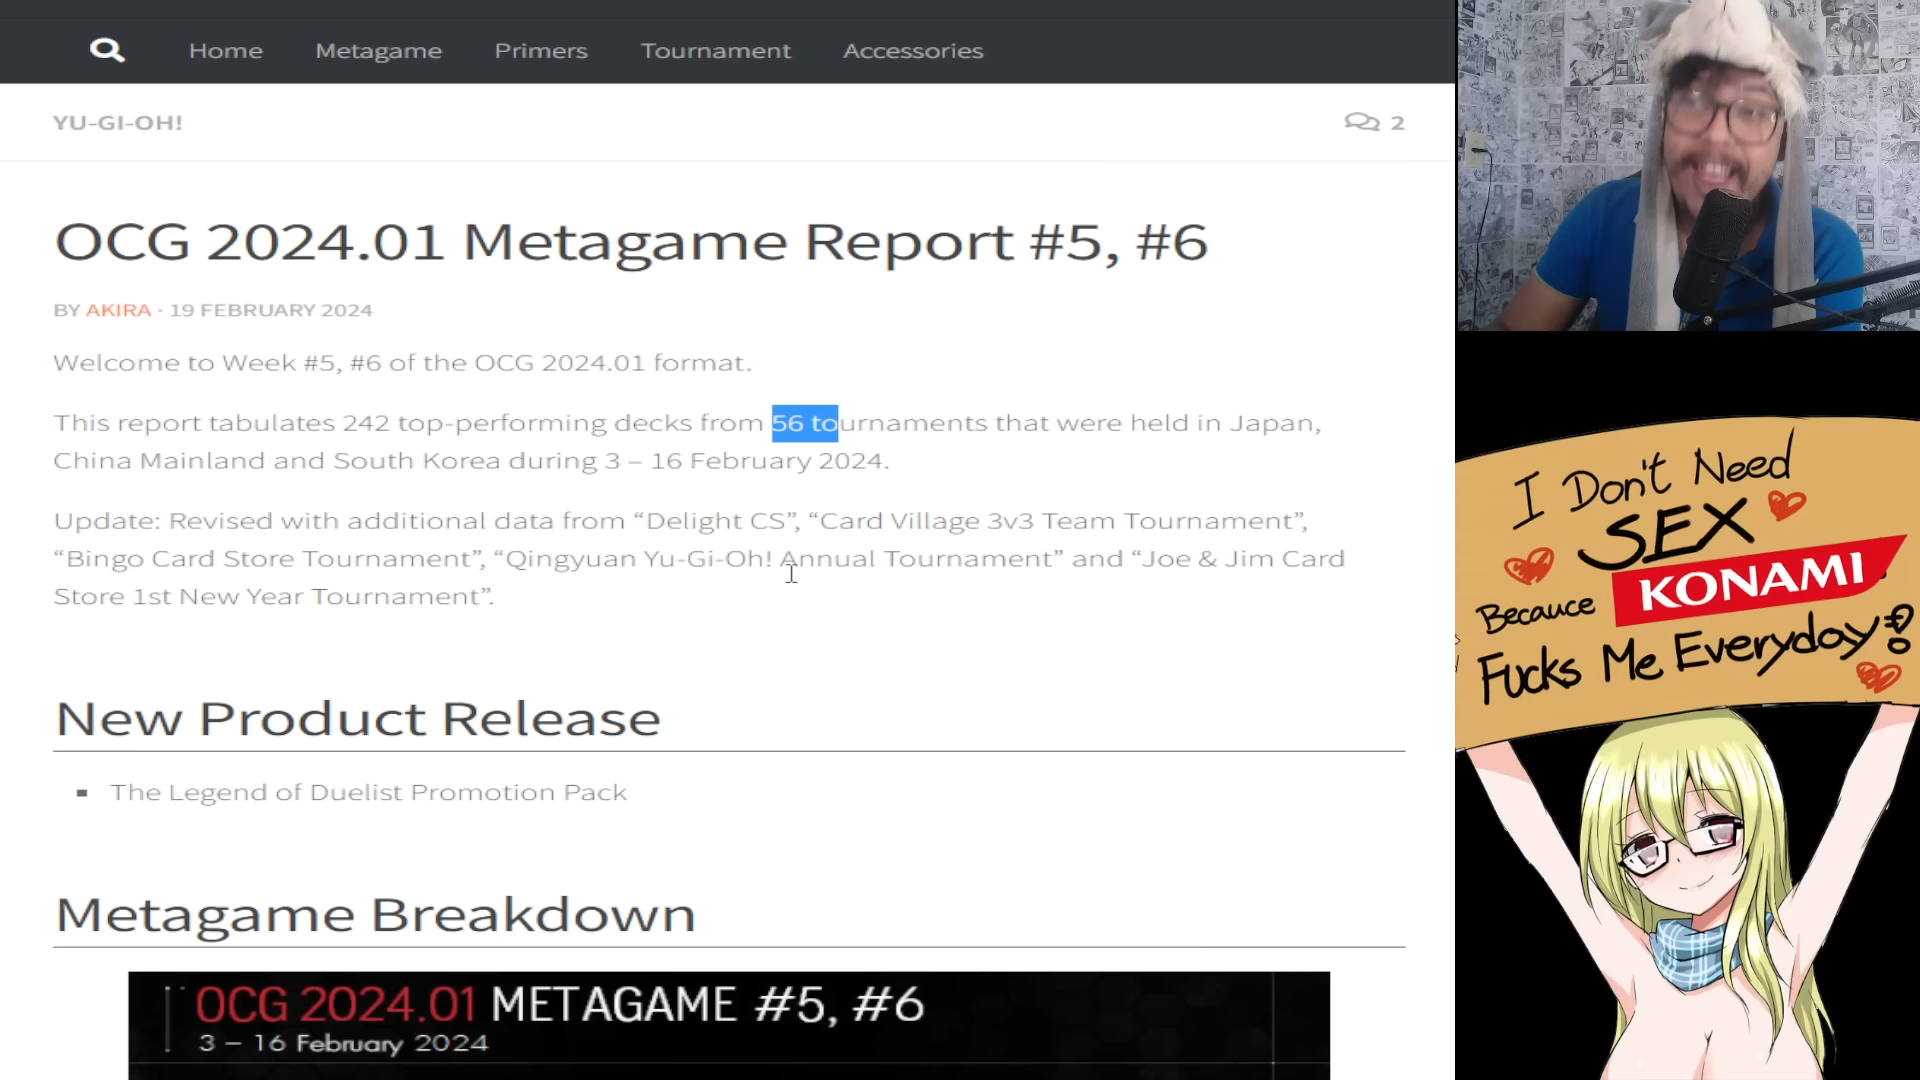 Home Metagame Primers Tournament Accessories
YU-GI-OH!
2
OCG 2024.01 Metagame Report #5, #6
BY AKIRA · 19 FEBRUARY 2024
Welcome to Week #5, #6 of the OCG 2024.01 format.
This report tabulates 242 top-performing decks from 56 tournaments that were held in Japan,
China Mainland and South Korea during 3 – 16 February 2024.
Update: Revised with additional data from “Delight CS”, “Card Village 3v3 Team Tournament”,
“Bingo Card Store Tournament”, “Qingyuan Yu-Gi-Oh! Annual Tournament” and “Joe & Jim Card
Store 1st New Year Tournament”.
New Product Release
▪ The Legend of Duelist Promotion Pack
Metagame Breakdown
OCG 2024.01 METAGAME #5, #6
3 – 16 February 2024
I Don't Need
SEX
Becauce KONAMI
Fucks Me Everyday!